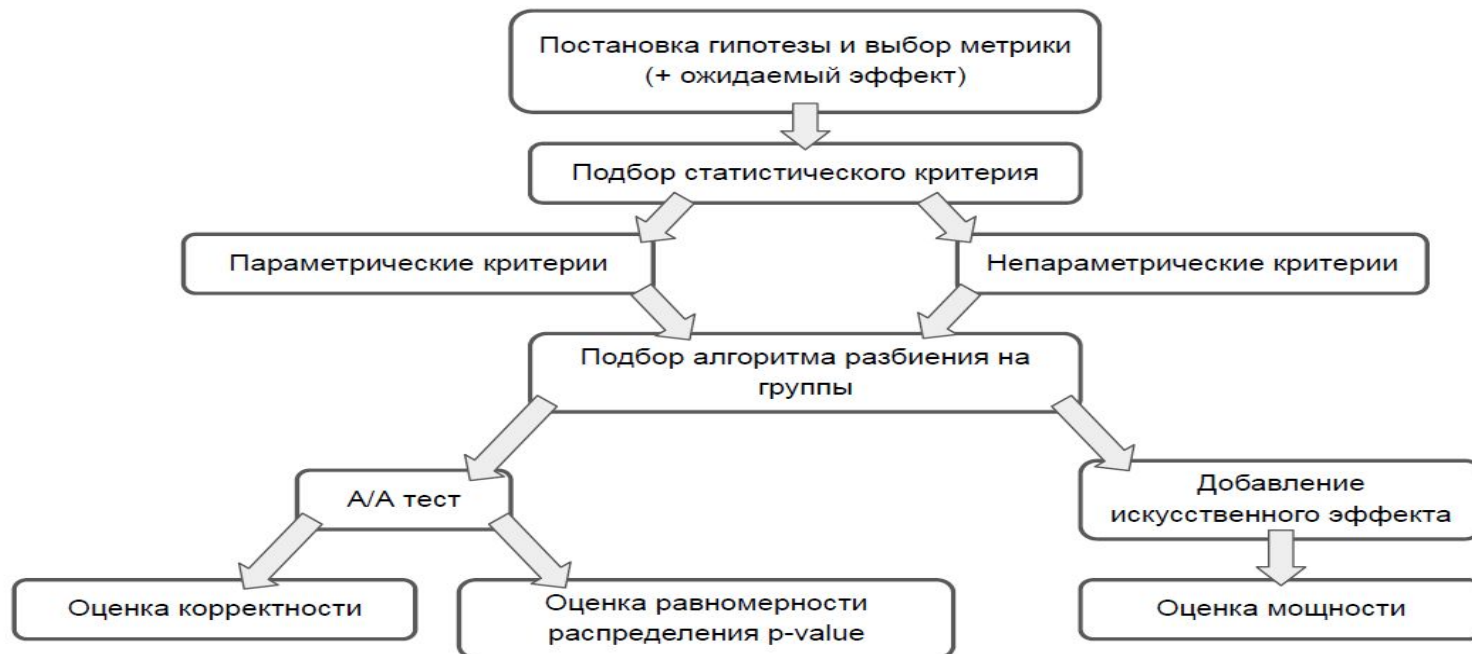 Постановка гипотезы и выбор метрики
(+ ожидаемый эффект)
Подбор статистического критерия
Параметрические критерии
Непараметрические критерии
Подбор алгоритма разбиения на
группы
А/А тест
Добавление
искусственного эффекта
Оценка корректности
Оценка равномерности
распределения p-value
Оценка мощности